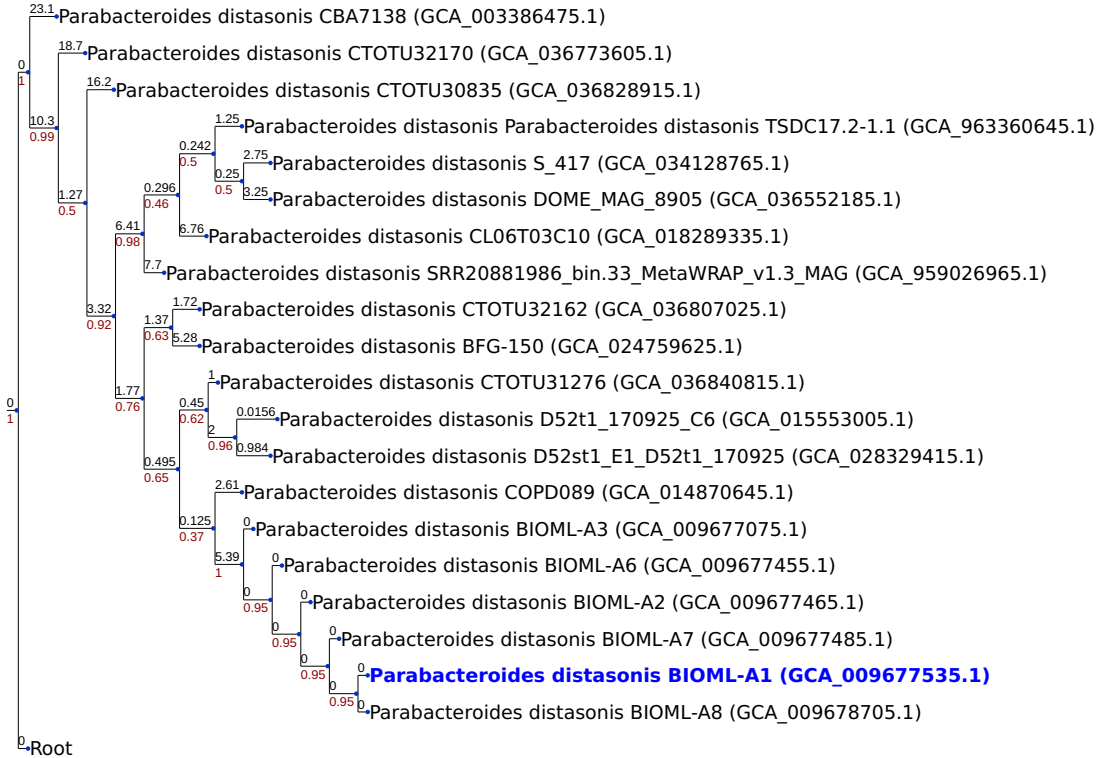 23.1 Parabacteroides distasonis CBA7138 (GCA_003386475.1)
18.7 Parabacteroides distasonis CTOTU32170 (GCA_036773605.1)
0
1
16.2 Parabacteroides distasonis CTOTU30835 (GCA_036828915.1)
10.3
0.99
1.25 Parabacteroides distasonis Parabacteroides distasonis TSDC17.2-1.1 (GCA_963360645.1)
0.242
0.5
2.75 Parabacteroides distasonis S_417 (GCA_034128765.1)
0.25
0.5
3.25 Parabacteroides distasonis DOME_MAG_8905 (GCA_036552185.1)
0.296
0.46
1.27
0.5
6.76 Parabacteroides distasonis CL06T03C10 (GCA_018289335.1)
6.41
0.98
7.7 Parabacteroides distasonis SRR20881986_bin.33_MetaWRAP_v1.3_MAG (GCA_959026965.1)
3.32
0.92
1.72 Parabacteroides distasonis CTOTU32162 (GCA_036807025.1)
1.37
0.63
5.28 Parabacteroides distasonis BFG-150 (GCA_024759625.1)
1 Parabacteroides distasonis CTOTU31276 (GCA_036840815.1)
1.77
0.76
0.45
0.62
0
1
0.0156 Parabacteroides distasonis D52t1_170925_C6 (GCA_015553005.1)
2
0.96
0.984 Parabacteroides distasonis D52st1_E1_D52t1_170925 (GCA_028329415.1)
0.495
0.65
2.61 Parabacteroides distasonis COPD089 (GCA_014870645.1)
0.125
0.37
0 Parabacteroides distasonis BIOML-A3 (GCA_009677075.1)
5.39
1
0 Parabacteroides distasonis BIOML-A6 (GCA_009677455.1)
0
0.95
0 Parabacteroides distasonis BIOML-A2 (GCA_009677465.1)
0
0.95
0 Parabacteroides distasonis BIOML-A7 (GCA_009677485.1)
0
0.95
0 Parabacteroides distasonis BIOML-A1 (GCA_009677535.1)
0
0.95
0 Parabacteroides distasonis BIOML-A8 (GCA_009678705.1)
0 Root